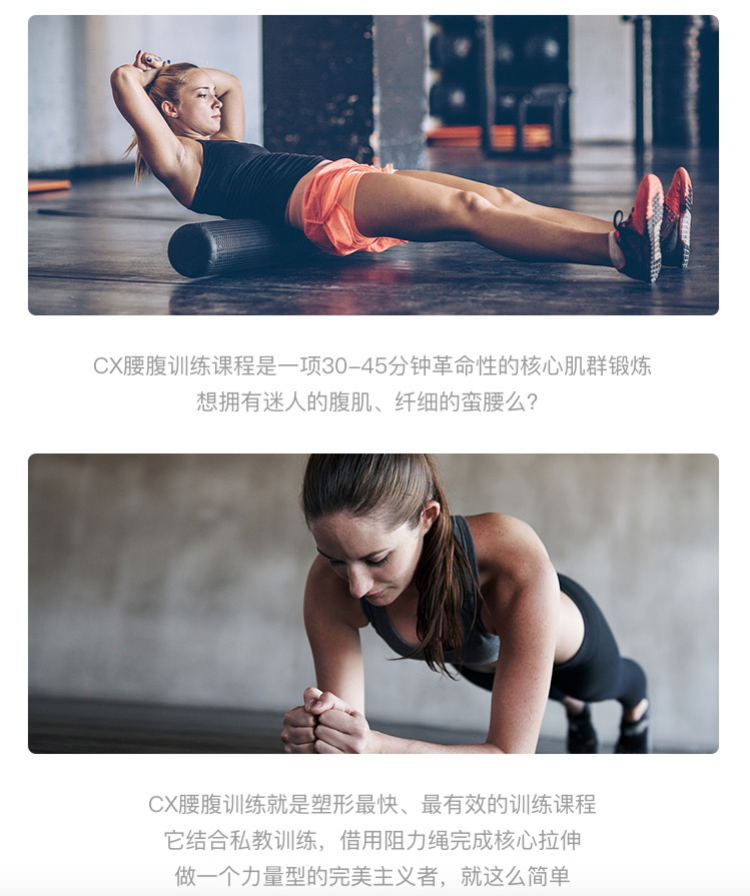 CX腰腹训练课程是一项30-45分钟革命性的核心肌群锻炼
想拥有迷人的腹肌、纤细的蛮腰么?
CX腰腹训练就是塑形最快、最有效的训练课程
它结合私教训练，借用阻力绳完成核心拉伸
做一个力量型的完美主义者，就这么简单